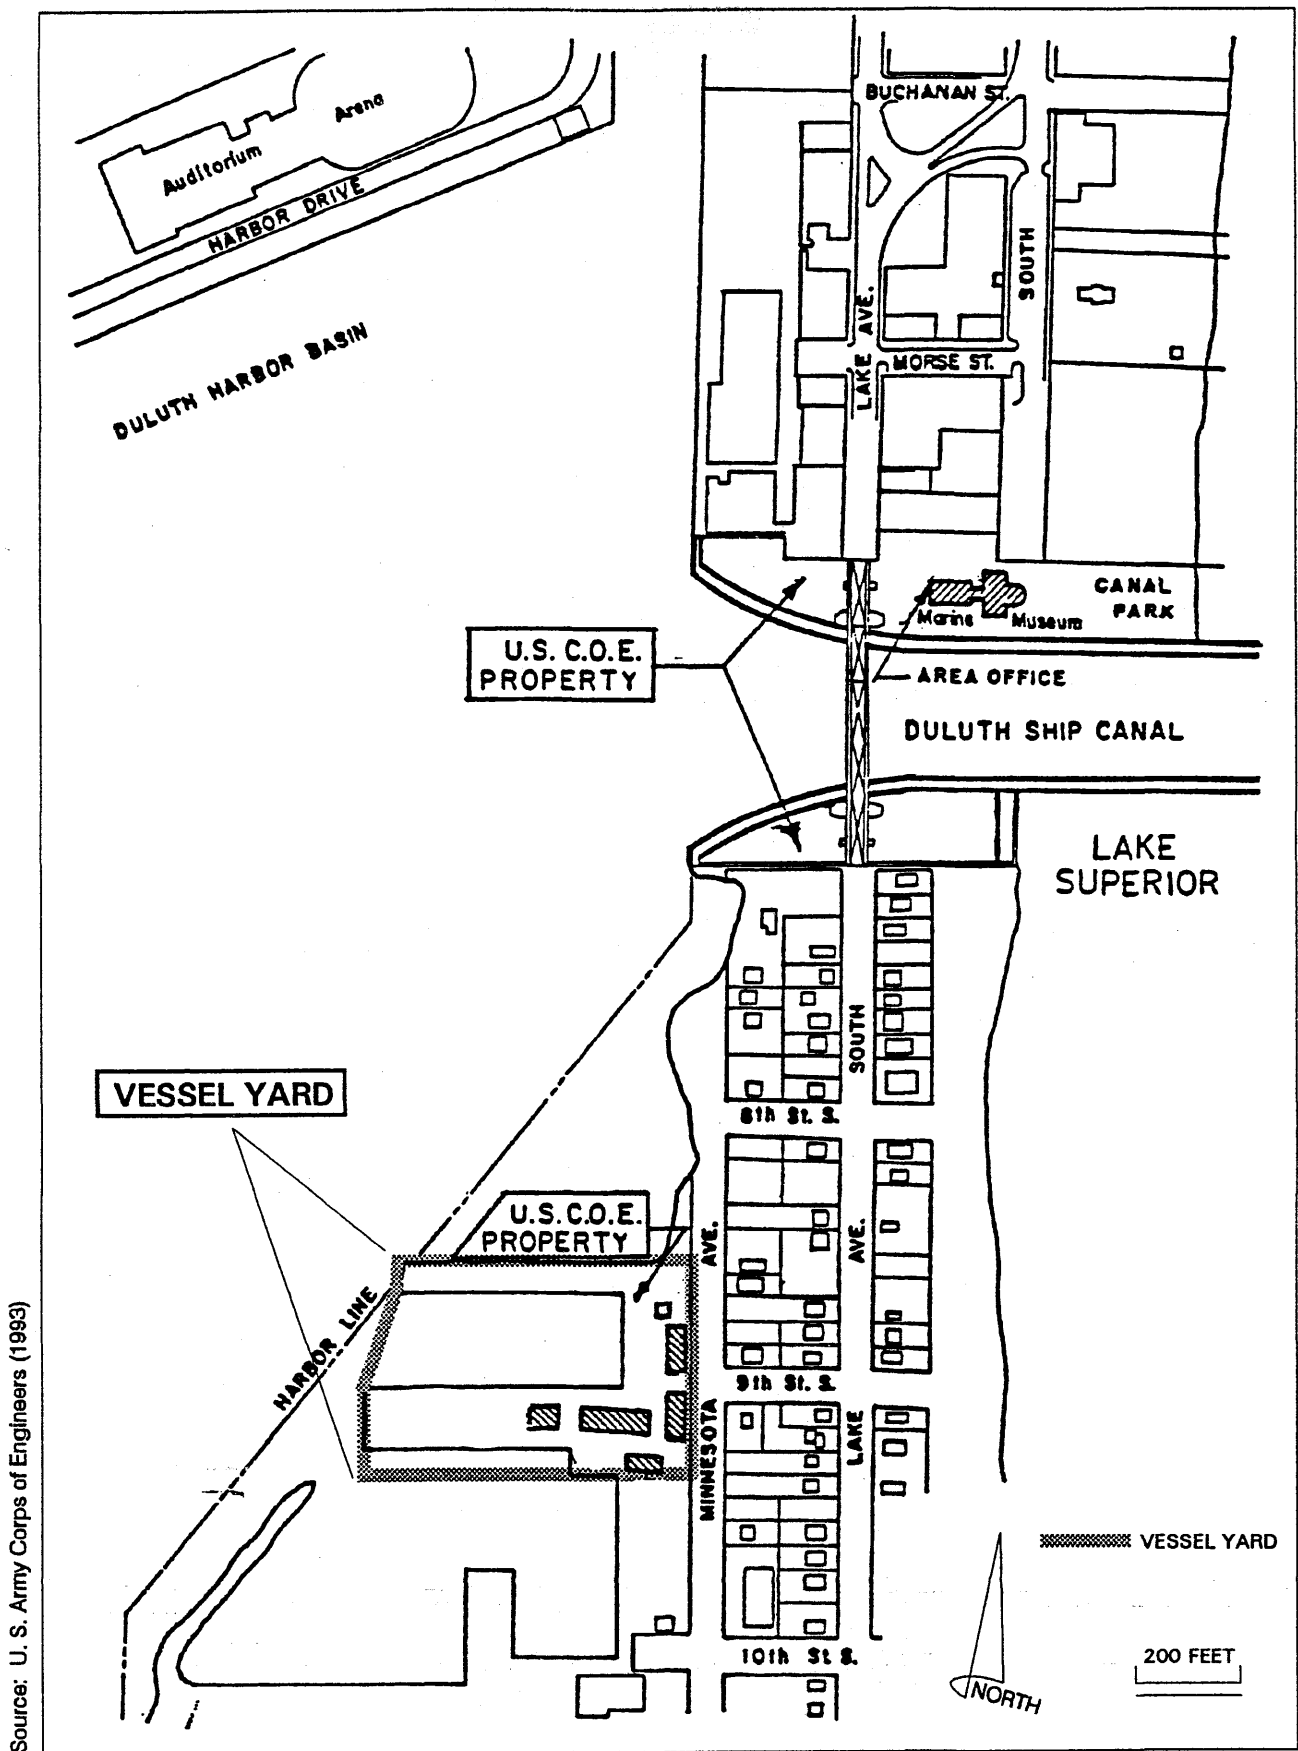 Arena
Auditorium
HARBOR DRIVE
DULUTH HARBOR BASIN
BUCHANAN ST.
SOUTH
LAKE AVE.
MORSE ST.
CANAL
PARK
Marine Museum
U.S. C.O.E.
PROPERTY
AREA OFFICE
DULUTH SHIP CANAL
LAKE
SUPERIOR
SOUTH
VESSEL YARD
8th St. S.
U.S.C.O.E.
PROPERTY
AVE.
AVE.
HARBOR LINE
9th St. S.
MINNESOTA
LAKE
VESSEL YARD
10th St S.
200 FEET
NORTH
Source: U. S. Army Corps of Engineers (1993)